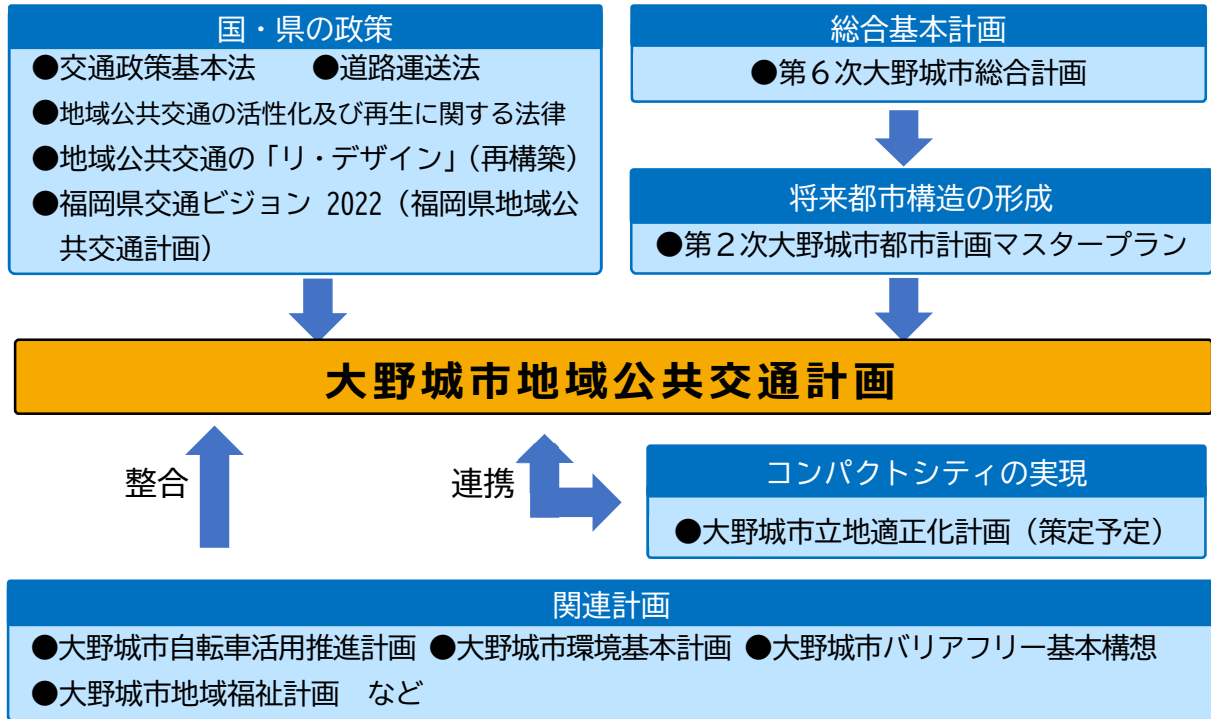 国・県の政策
●交通政策基本法　●道路運送法
●地域公共交通の活性化及び再生に関する法律
●地域公共交通の「リ・デザイン」（再構築）
●福岡県交通ビジョン 2022（福岡県地域公
共交通計画）
総合基本計画
●第６次大野城市総合計画
将来都市構造の形成
●第２次大野城市都市計画マスタープラン
大野城市地域公共交通計画
整合
連携
コンパクトシティの実現
●大野城市立地適正化計画（策定予定）
関連計画
●大野城市自転車活用推進計画 ●大野城市環境基本計画 ●大野城市バリアフリー基本構想
●大野城市地域福祉計画　など